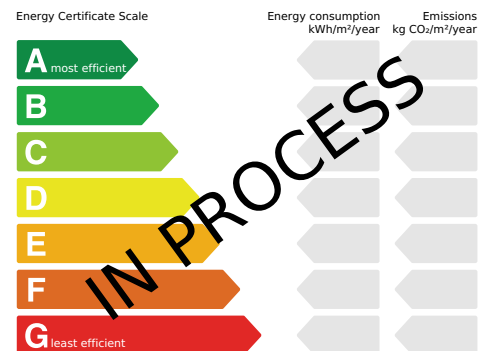 Energy Certificate Scale
Energy consumption
kWh/m²/year
Emissions
kg CO₂/m²/year
A most efficient
B
C
D
E
F
G least efficient
IN PROCESS